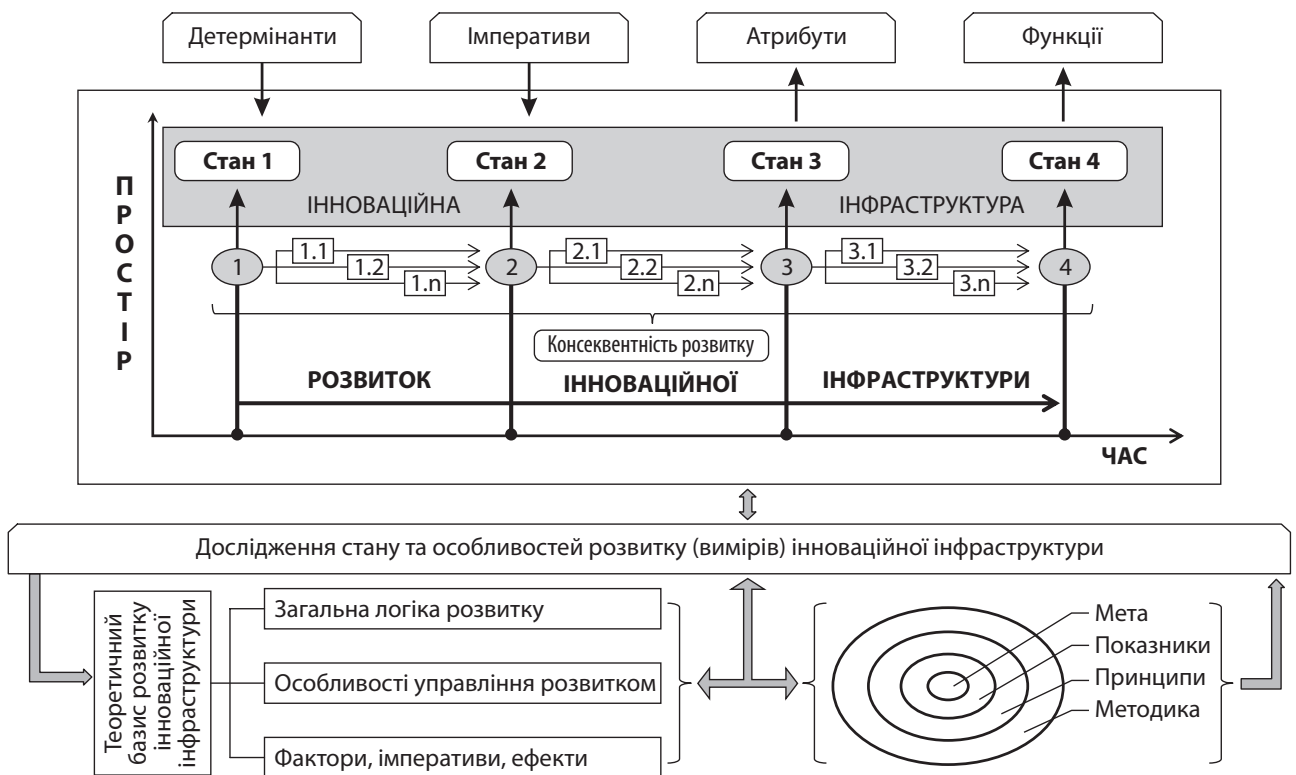 Детермінанти
Імперативи
Атрибути
Функції
ПРОСТІР
Стан 1
Стан 2
Стан 3
Стан 4
ІННОВАЦІЙНА
ІНФРАСТРУКТУРА
1
1.1
1.2
1.n
2
2.1
2.2
2.n
3
3.1
3.2
3.n
4
Консеквентність розвитку
РОЗВИТОК
ІННОВАЦІЙНОЇ
ІНФРАСТРУКТУРИ
ЧАС
Дослідження стану та особливостей розвитку (вимірів) інноваційної інфраструктури
Теоретичний
базис розвитку
інноваційної
інфраструктури
Загальна логіка розвитку
Особливості управління розвитком
Фактори, імперативи, ефекти
Мета
Показники
Принципи
Методика